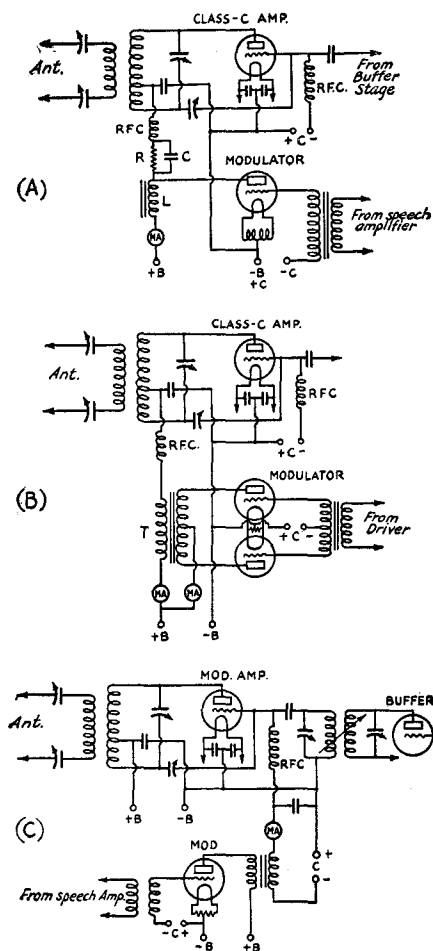 CLASS-C AMP.
Ant.
From
Buffer
Stage
R.F.C.
RFC
+ C -
R
C
MODULATOR
(A)
L
From speech
amplifier
MA
+B
-B
+C
-C
CLASS-C AMP.
Ant.
RFC
+ C -
R.F.C.
MODULATOR
(B)
T
+ C -
From
Driver
MA
MA
+B
-B
MOD. AMP.
BUFFER
Ant.
RFC
+B
-B
MA
(C)
MOD
+
C
-
From speech Amp.
- C +
-B
+B